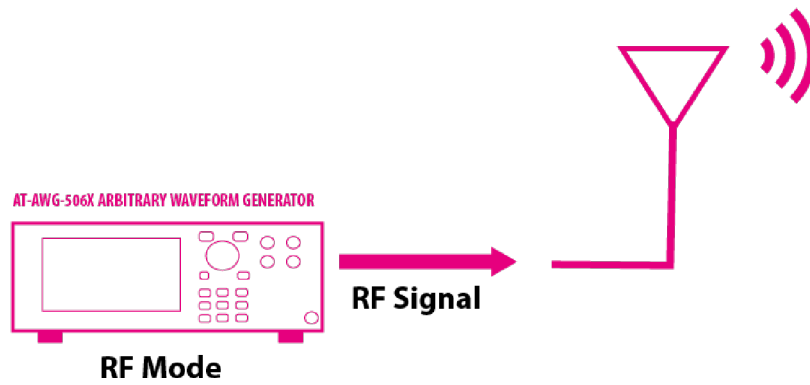 AT-AWG-506X ARBITRARY WAVEFORM GENERATOR
RF Signal
RF Mode